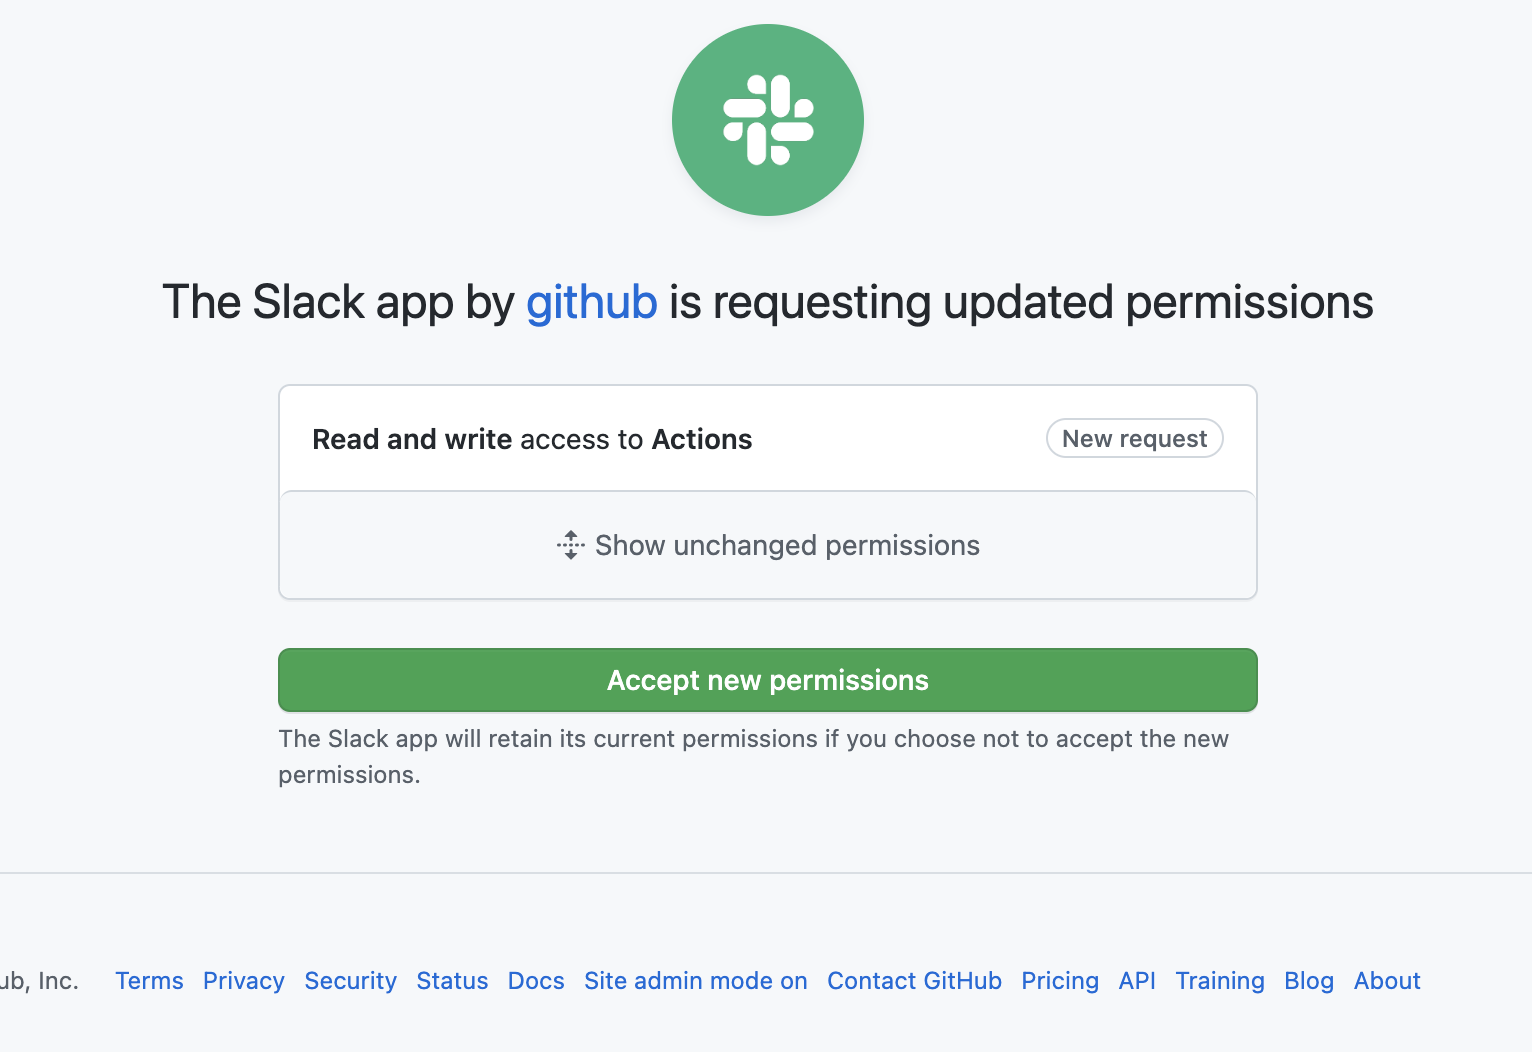 The Slack app by github is requesting updated permissions
Read and write access to Actions
New request
Show unchanged permissions
Accept new permissions
The Slack app will retain its current permissions if you choose not to accept the new
permissions.
ub, Inc. Terms Privacy Security Status Docs Site admin mode on Contact GitHub Pricing API Training Blog About